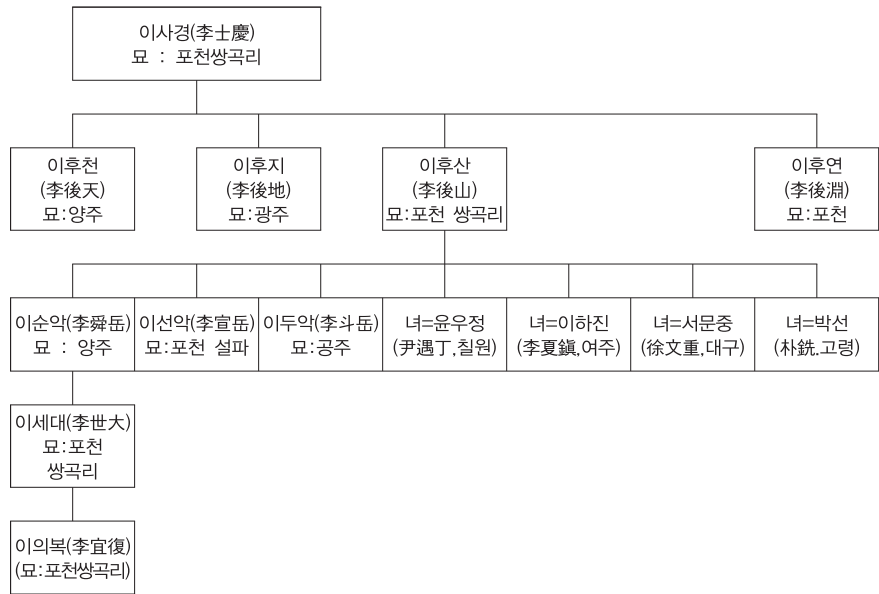 이사경(李士慶)
묘 : 포천쌍곡리
이후천
(李後天)
묘:양주
이후지
(李後地)
묘:광주
이후산
(李後山)
묘:포천 쌍곡리
이후연
(李後淵)
묘:포천
이순악(李舜岳)
묘 : 양주
이선악(李宣岳)
묘:포천 설파
이두악(李斗岳)
묘:공주
녀=윤우정
(尹遇丁,칠원)
녀=이하진
(李夏鎭,여주)
녀=서문중
(徐文重,대구)
녀=박선
(朴銑.고령)
이세대(李世大)
묘:포천
쌍곡리
이의복(李宜復)
(묘:포천쌍곡리)